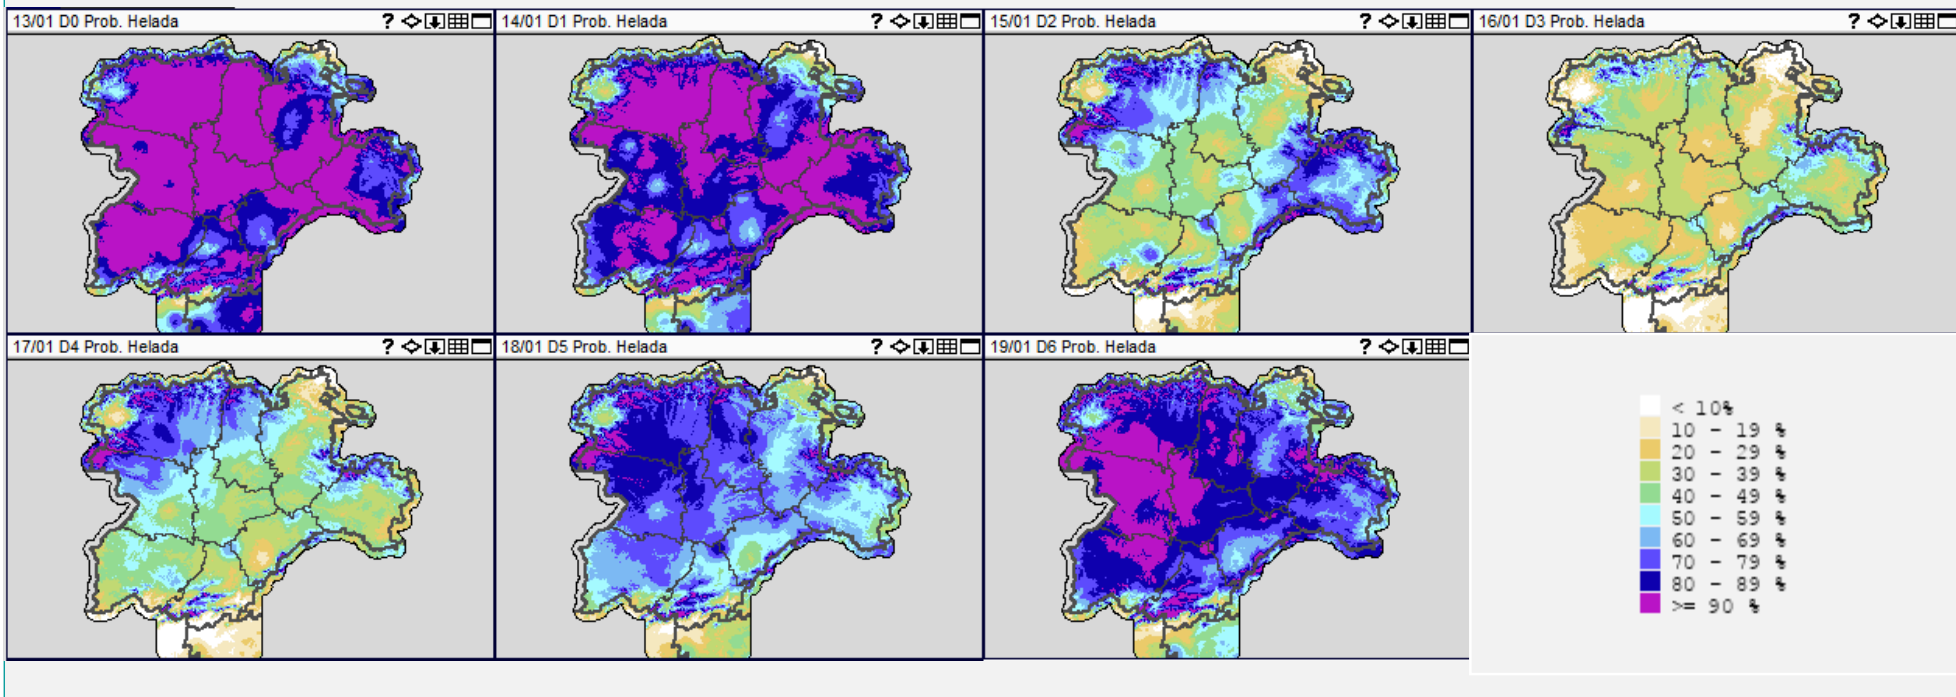 13/01 D0 Prob. Helada ?
14/01 D1 Prob. Helada ?
15/01 D2 Prob. Helada ?
16/01 D3 Prob. Helada ?
17/01 D4 Prob. Helada ?
18/01 D5 Prob. Helada ?
19/01 D6 Prob. Helada ?
< 10%
10 - 19 %
20 - 29 %
30 - 39 %
40 - 49 %
50 - 59 %
60 - 69 %
70 - 79 %
80 - 89 %
>= 90 %